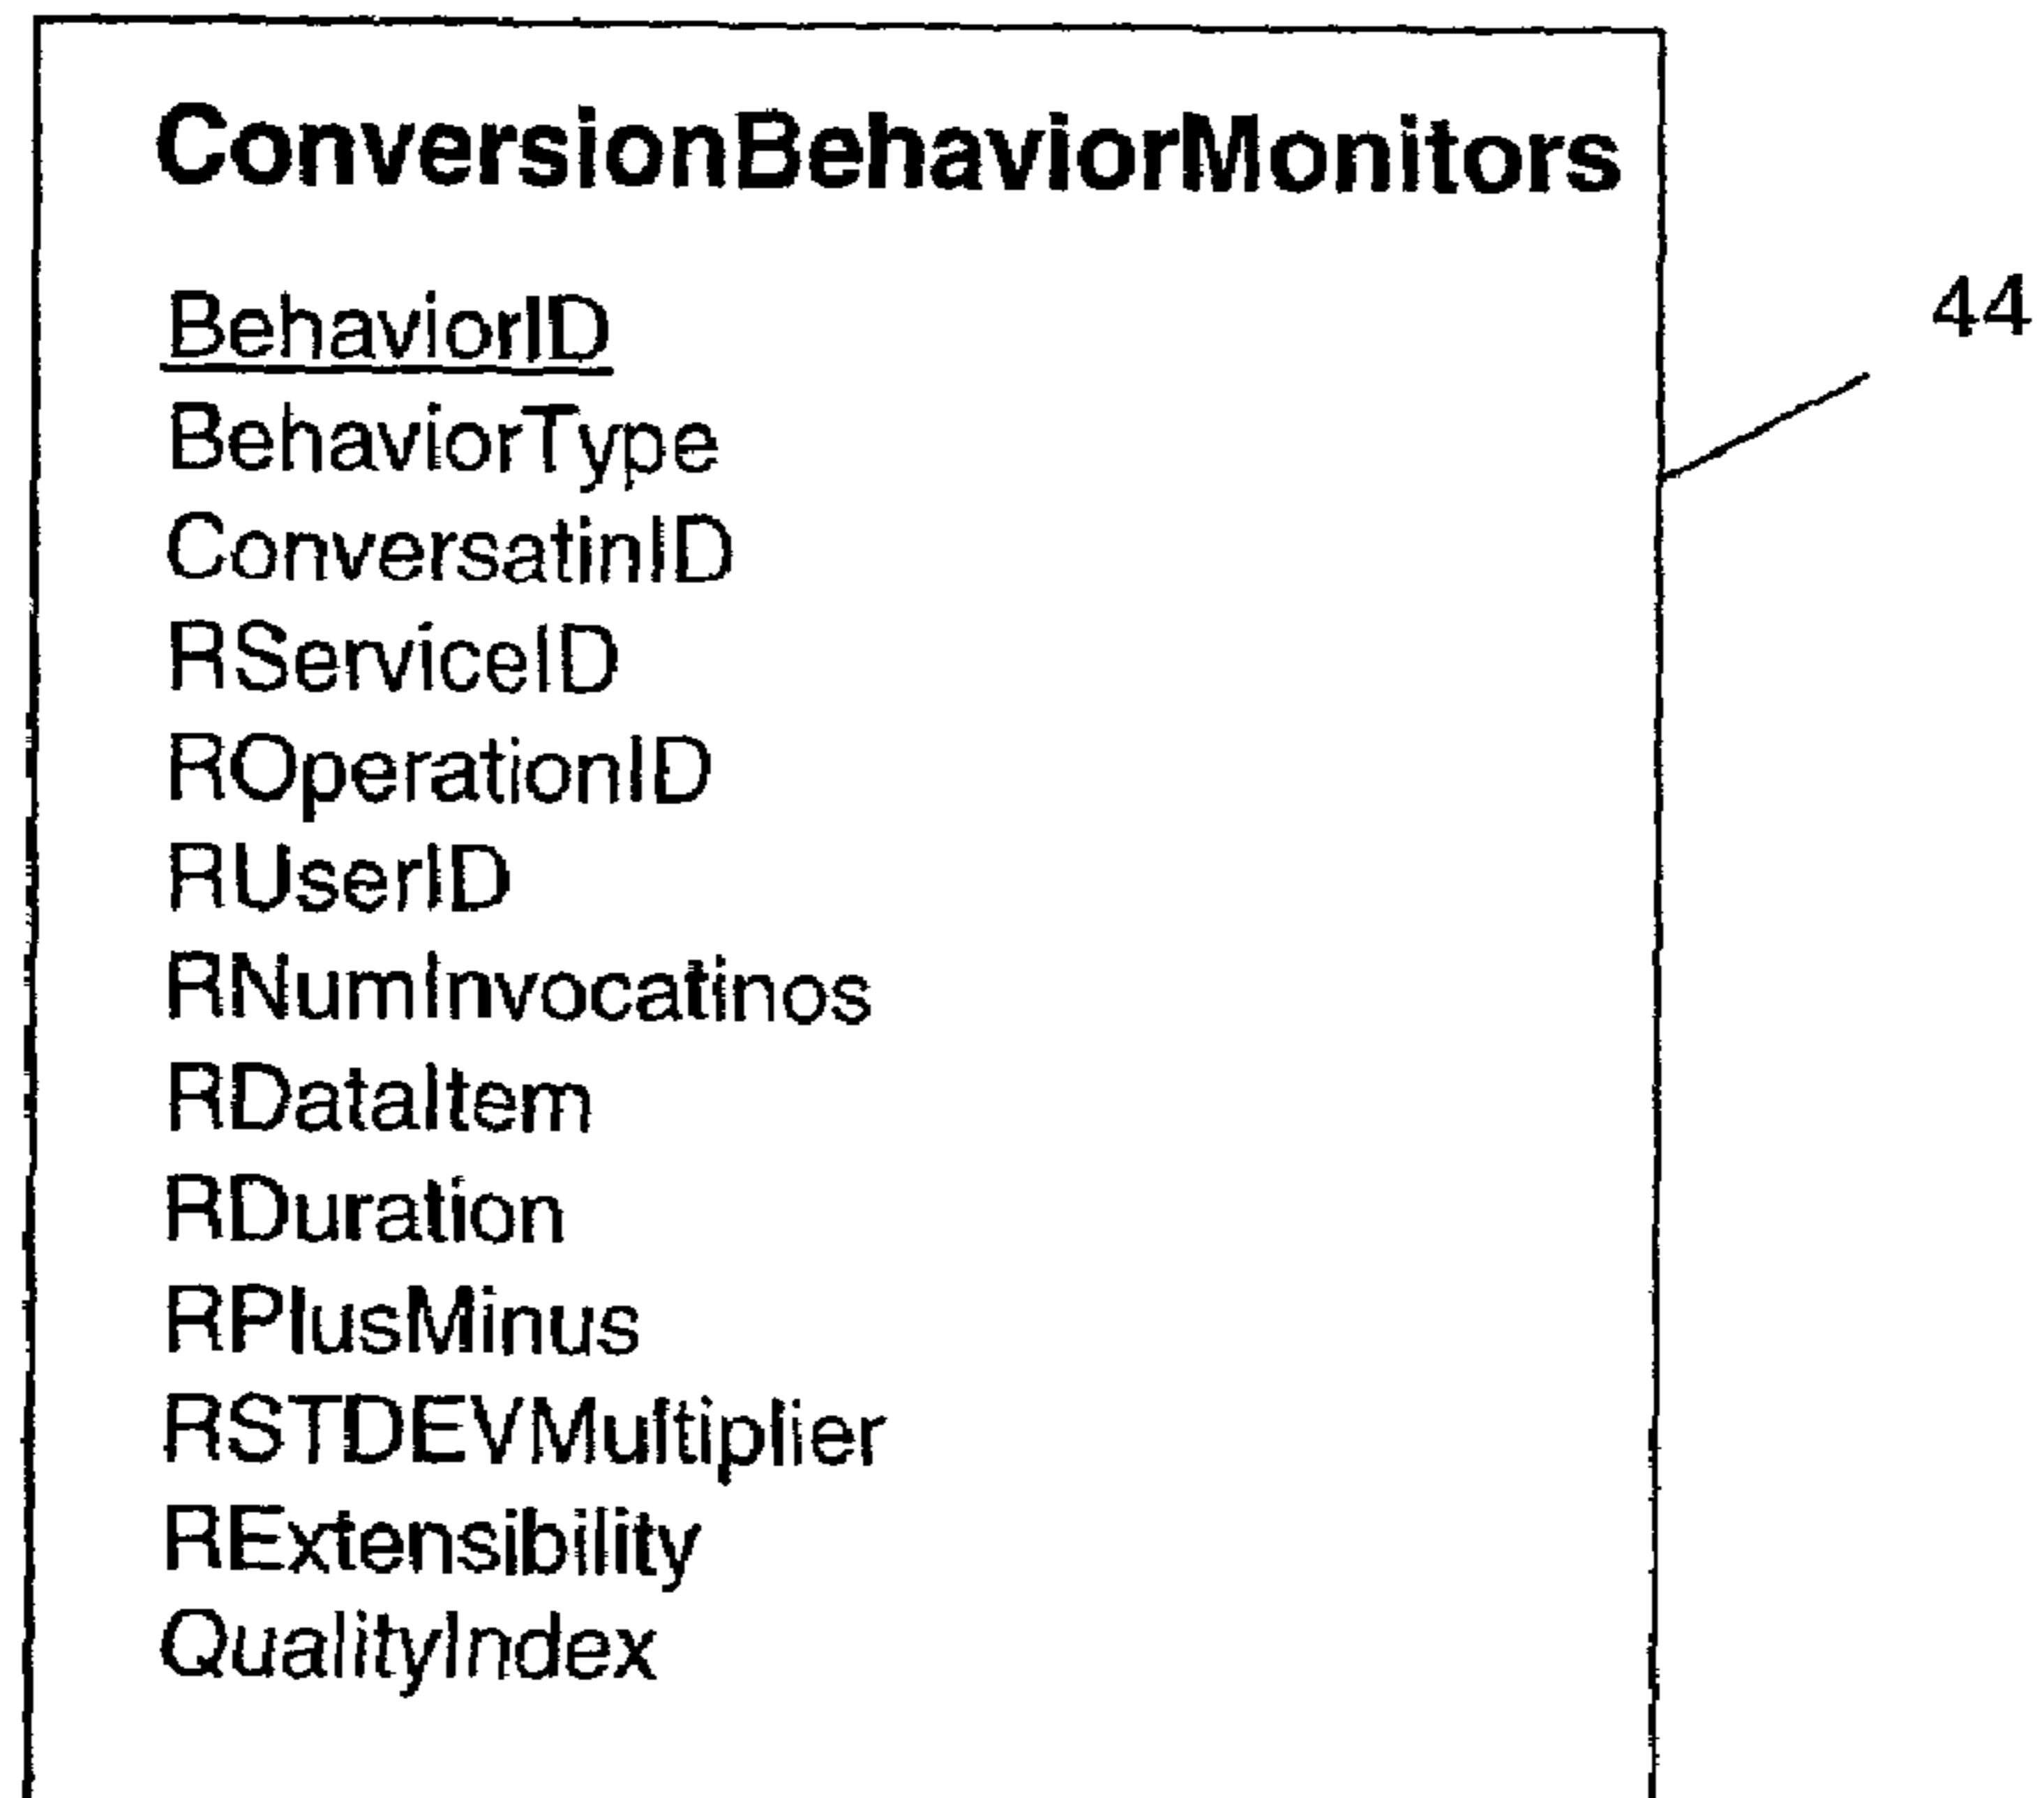 ConversionBehaviorMonitors
44
BehaviorID
BehaviorType
ConversatinID
RServiceID
ROperationID
RUserID
RNumInvocatinos
RDataItem
RDuration
RPlusMinus
RSTDEVMultiplier
RExtensibility
QualityIndex